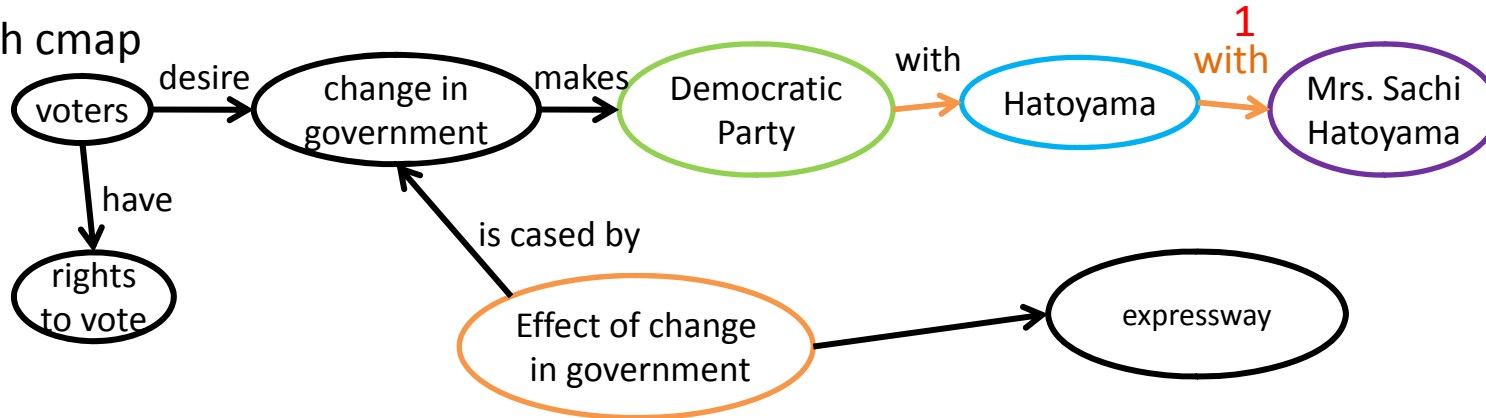 h cmap
voters
desire
change in
government
makes
Democratic
Party
with
Hatoyama
1
with
Mrs. Sachi
Hatoyama
have
rights
to vote
is cased by
Effect of change
in government
expressway